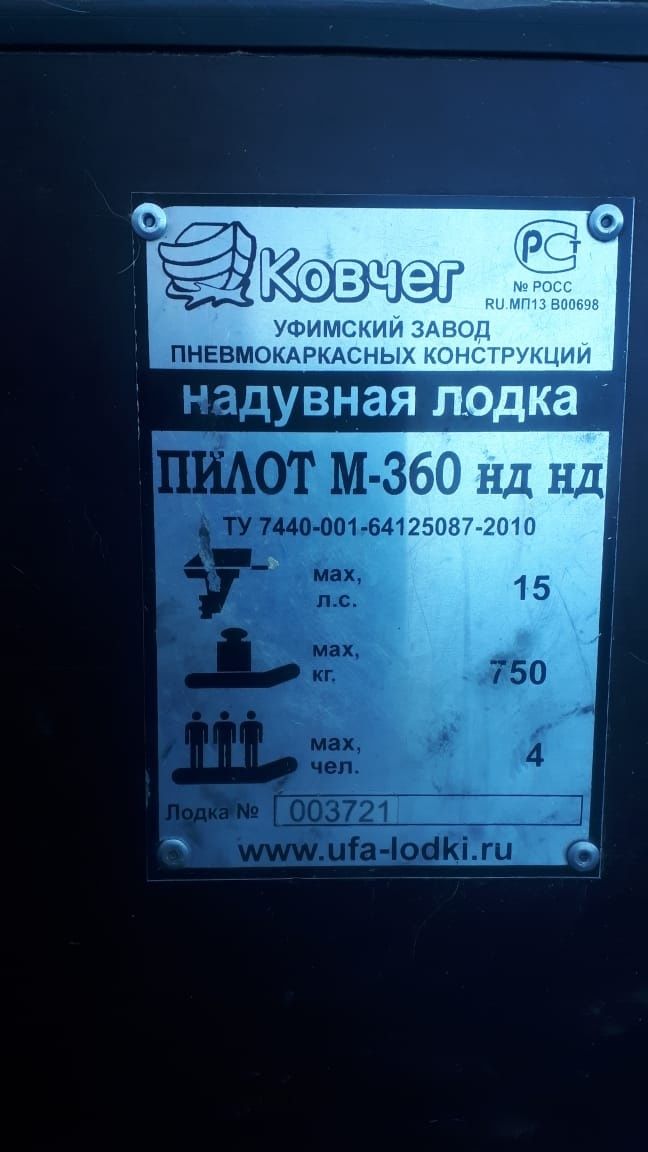 Ковчег
РСТ
№ РОСС
RU.МП13 В00698
УФИМСКИЙ ЗАВОД
ПНЕВМОКАРКАСНЫХ КОНСТРУКЦИЙ
НАДУВНАЯ ЛОДКА
ПИЛОТ М-360 НД НД
ТУ 7440-001-64125087-2010
мах,
л.с.
15
мах,
кг.
750
мах,
чел.
4
Лодка № 003721
www.ufa-lodki.ru